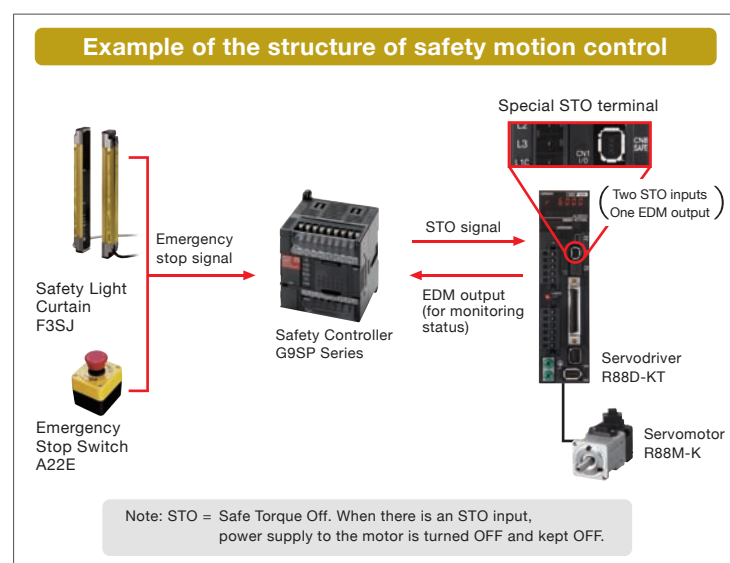 Example of the structure of safety motion control
Special STO terminal
L2
L3
L1C
CN1
I/O
CN8
SAFE
Two STO inputs
One EDM output
Emergency
stop signal
STO signal
EDM output
(for monitoring
status)
Safety Light
Curtain
F3SJ
Safety Controller
G9SP Series
Servodriver
R88D-KT
Emergency
Stop Switch
A22E
Servomotor
R88M-K
Note: STO = Safe Torque Off. When there is an STO input,
power supply to the motor is turned OFF and kept OFF.